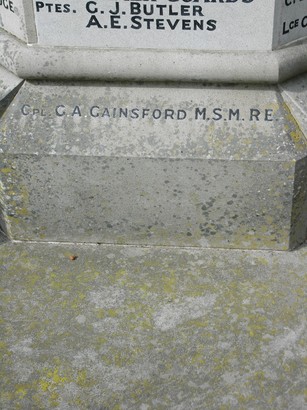 PTES. G. J. BUTLER
A. E. STEVENS
CPL. G. A. GAINSFORD M.S.M. R.E.